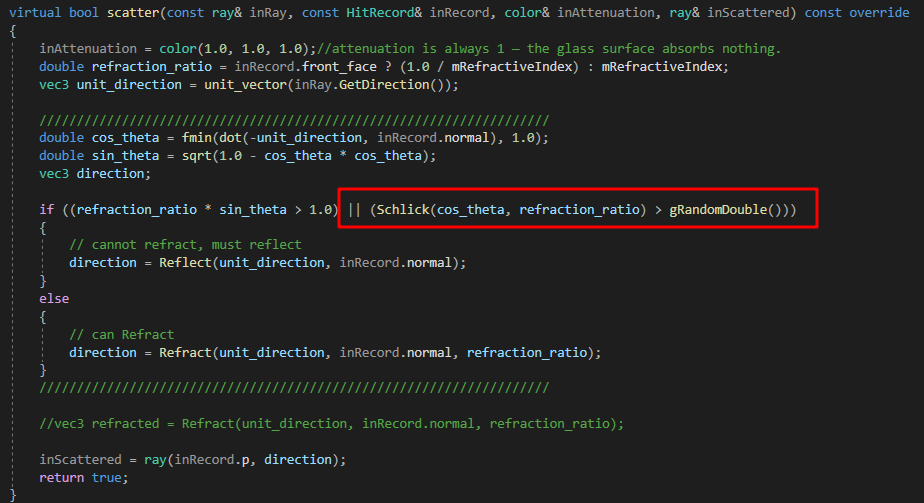 virtual bool scatter(const ray& inRay, const HitRecord& inRecord, color& inAttenuation, ray& inScattered) const override
{
    inAttenuation = color(1.0, 1.0, 1.0);//attenuation is always 1 — the glass surface absorbs nothing.
    double refraction_ratio = inRecord.front_face ? (1.0 / mRefractiveIndex) : mRefractiveIndex;
    vec3 unit_direction = unit_vector(inRay.GetDirection());
    ////////////////////////////////////////////////////////////////////
    double cos_theta = fmin(dot(-unit_direction, inRecord.normal), 1.0);
    double sin_theta = sqrt(1.0 - cos_theta * cos_theta);
    vec3 direction;
    if ((refraction_ratio * sin_theta > 1.0) || (Schlick(cos_theta, refraction_ratio) > gRandomDouble()))
    {
        // cannot refract, must reflect
        direction = Reflect(unit_direction, inRecord.normal);
    }
    else
    {
        // can Refract
        direction = Refract(unit_direction, inRecord.normal, refraction_ratio);
    }
    ////////////////////////////////////////////////////////////////////
    //vec3 refracted = Refract(unit_direction, inRecord.normal, refraction_ratio);
    inScattered = ray(inRecord.p, direction);
    return true;
}